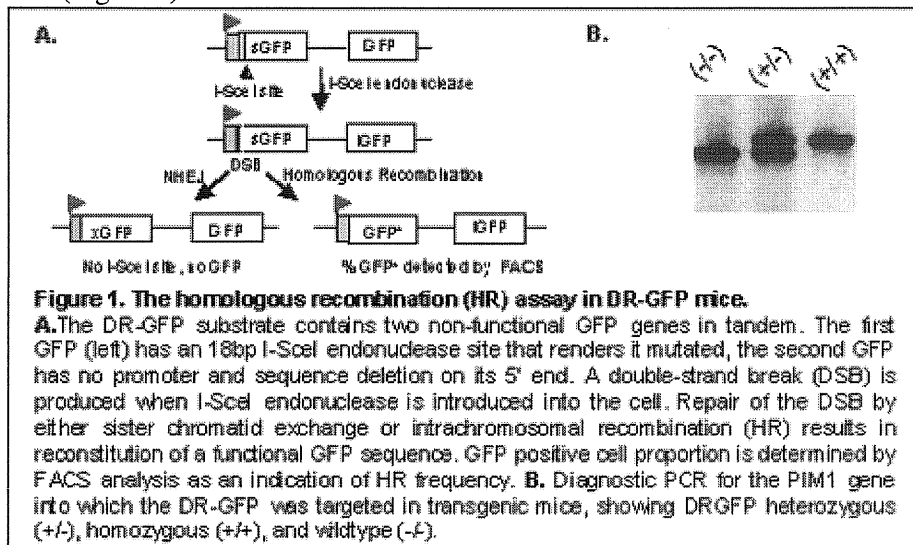 A.
B.
sGFP
GFP
I-SceI site
I-SceI endonuclease
(-/-)
(+/-)
(+/+)
sGFP
GFP
NHEJ
DSB
Homologous Recombination
xGFP
GFP
GFP+
GFP
No I-SceI site, no GFP
% GFP+ detected by FACS
Figure 1. The homologous recombination (HR) assay in DR-GFP mice.
A.The DR-GFP substrate contains two non-functional GFP genes in tandem. The first
GFP (left) has an 18bp I-SceI endonuclease site that renders it mutated, the second GFP
has no promoter and sequence deletion on its 5' end. A double-strand break (DSB) is
produced when I-SceI endonuclease is introduced into the cell. Repair of the DSB by
either sister chromatid exchange or intrachromosomal recombination (HR) results in
reconstitution of a functional GFP sequence. GFP positive cell proportion is determined by
FACS analysis as an indication of HR frequency. B. Diagnostic PCR for the PIM1 gene
into which the DR-GFP was targeted in transgenic mice, showing DRGFP heterozygous
(+/-), homozygous (+/+), and wildtype (-/-).